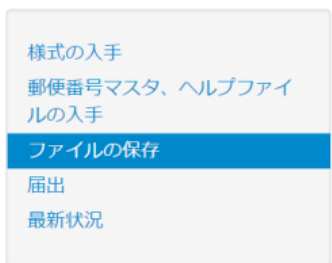 様式の入手
郵便番号マスタ、ヘルプファイ
ルの入手
ファイルの保存
届出
最新状況